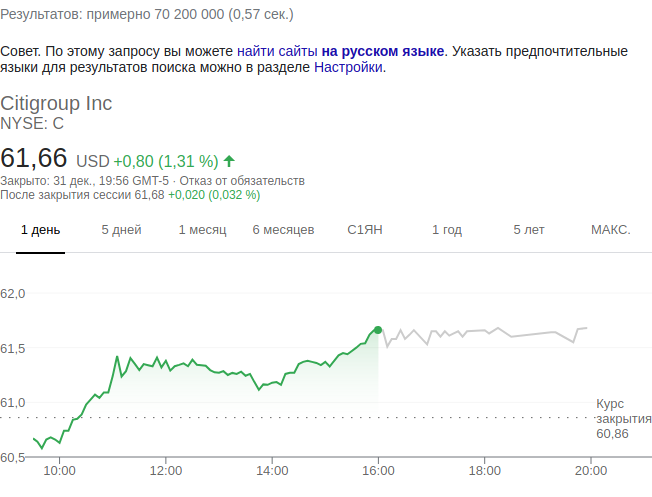 Результатов: примерно 70 200 000 (0,57 сек.)
Совет. По этому запросу вы можете найти сайты на русском языке. Указать предпочтительные
языки для результатов поиска можно в разделе Настройки.
Citigroup Inc
NYSE: C
61,66 USD +0,80 (1,31 %)
Закрыто: 31 дек., 19:56 GMT-5 · Отказ от обязательств
После закрытия сессии 61,68 +0,020 (0,032 %)
1 день 5 дней 1 месяц 6 месяцев С1ЯН 1 год 5 лет МАКС.
62,0
61,5
61,0
Курс
закрытия
60,86
60,5
10:00 12:00 14:00 16:00 18:00 20:00